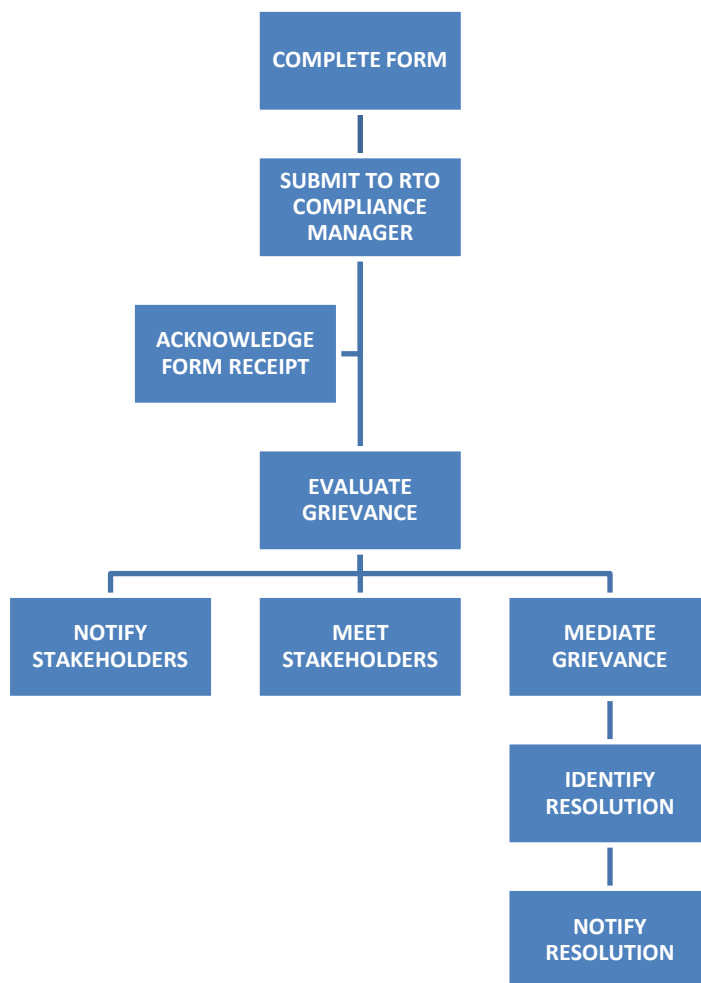 COMPLETE FORM
SUBMIT TO RTO
COMPLIANCE
MANAGER
ACKNOWLEDGE
FORM RECEIPT
EVALUATE
GRIEVANCE
NOTIFY
STAKEHOLDERS
MEET
STAKEHOLDERS
MEDIATE
GRIEVANCE
IDENTIFY
RESOLUTION
NOTIFY
RESOLUTION